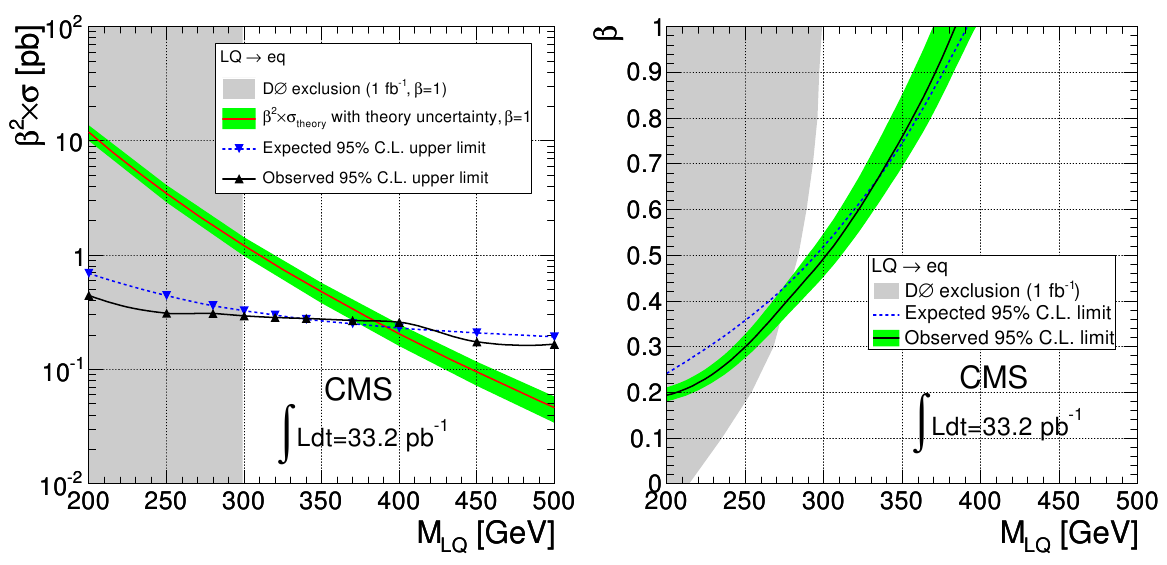 β²×σ [pb]
10²
10
1
10⁻¹
10⁻²
LQ → eq
DØ exclusion (1 fb⁻¹, β=1)
β²×σ_theory with theory uncertainty, β=1
Expected 95% C.L. upper limit
Observed 95% C.L. upper limit
CMS
∫Ldt=33.2 pb⁻¹
200 250 300 350 400 450 500
M_LQ [GeV]
β
1
0.9
0.8
0.7
0.6
0.5
0.4
0.3
0.2
0.1
0
LQ → eq
DØ exclusion (1 fb⁻¹)
Expected 95% C.L. limit
Observed 95% C.L. limit
CMS
∫Ldt=33.2 pb⁻¹
200 250 300 350 400 450 500
M_LQ [GeV]